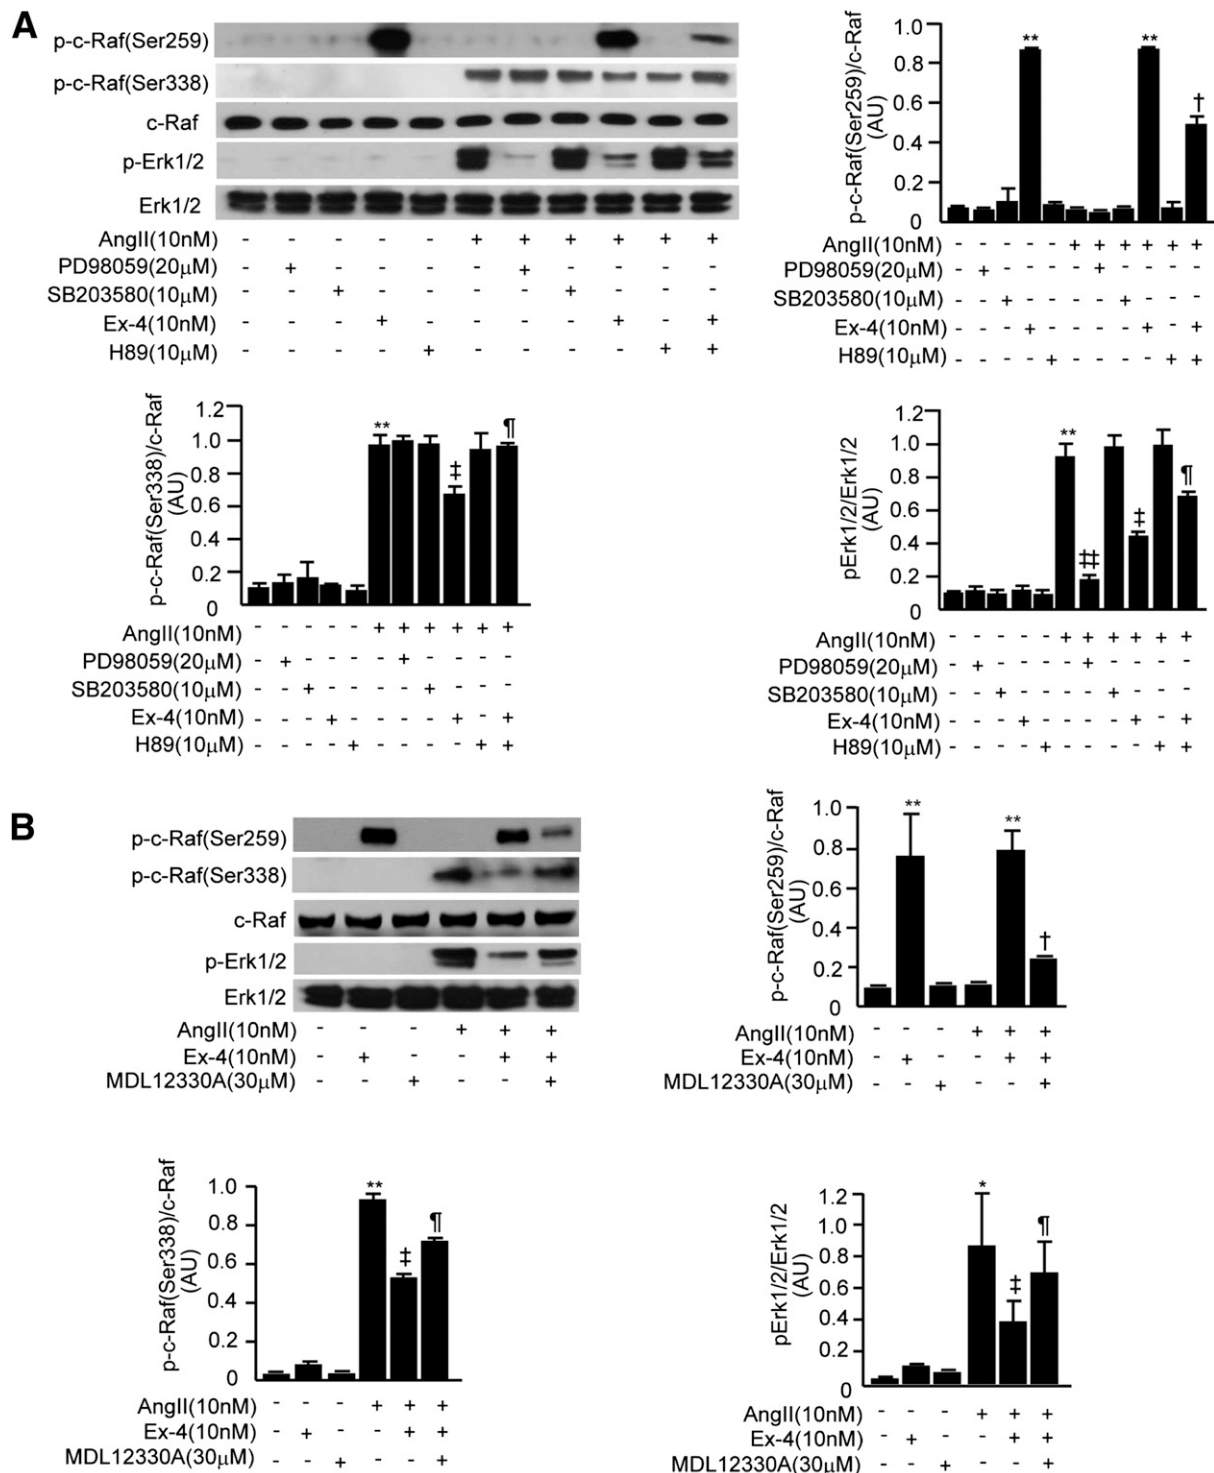 A
p-c-Raf(Ser259)
p-c-Raf(Ser338)
c-Raf
p-Erk1/2
Erk1/2
AngII(10nM) - - - - - + + + + + +
PD98059(20μM) - + - - - - + - - - -
SB203580(10μM) - - + - - - - + - - -
Ex-4(10nM) - - - + - - - - + - +
H89(10μM) - - - - + - - - - + +
p-c-Raf(Ser259)/c-Raf
(AU)
1.0
0.8
0.6
0.4
0.2
0
** ** †
AngII(10nM) - - - - - + + + + + +
PD98059(20μM) - + - - - - + - - - -
SB203580(10μM) - - + - - - - + - - -
Ex-4(10nM) - - - + - - - - + - +
H89(10μM) - - - - + - - - - + +
p-c-Raf(Ser338)/c-Raf
(AU)
1.2
1.0
0.8
0.6
0.4
0.2
0
** ‡ ¶
AngII(10nM) - - - - - + + + + + +
PD98059(20μM) - + - - - - + - - - -
SB203580(10μM) - - + - - - - + - - -
Ex-4(10nM) - - - + - - - - + - +
H89(10μM) - - - - + - - - - + +
pErk1/2/Erk1/2
(AU)
1.2
1.0
0.8
0.6
0.4
0.2
0
** ‡‡ ‡ ¶
AngII(10nM) - - - - - + + + + + +
PD98059(20μM) - + - - - - + - - - -
SB203580(10μM) - - + - - - - + - - -
Ex-4(10nM) - - - + - - - - + - +
H89(10μM) - - - - + - - - - + +
B
p-c-Raf(Ser259)
p-c-Raf(Ser338)
c-Raf
p-Erk1/2
Erk1/2
AngII(10nM) - - - + + +
Ex-4(10nM) - + - - + +
MDL12330A(30μM) - - + - - +
p-c-Raf(Ser259)/c-Raf
(AU)
1.0
0.8
0.6
0.4
0.2
0
** ** †
AngII(10nM) - - - + + +
Ex-4(10nM) - + - - + +
MDL12330A(30μM) - - + - - +
p-c-Raf(Ser338)/c-Raf
(AU)
1.0
0.8
0.6
0.4
0.2
0
** ‡ ¶
AngII(10nM) - - - + + +
Ex-4(10nM) - + - - + +
MDL12330A(30μM) - - + - - +
pErk1/2/Erk1/2
(AU)
1.2
1.0
0.8
0.6
0.4
0.2
0
* ‡ ¶
AngII(10nM) - - - + + +
Ex-4(10nM) - + - - + +
MDL12330A(30μM) - - + - - +